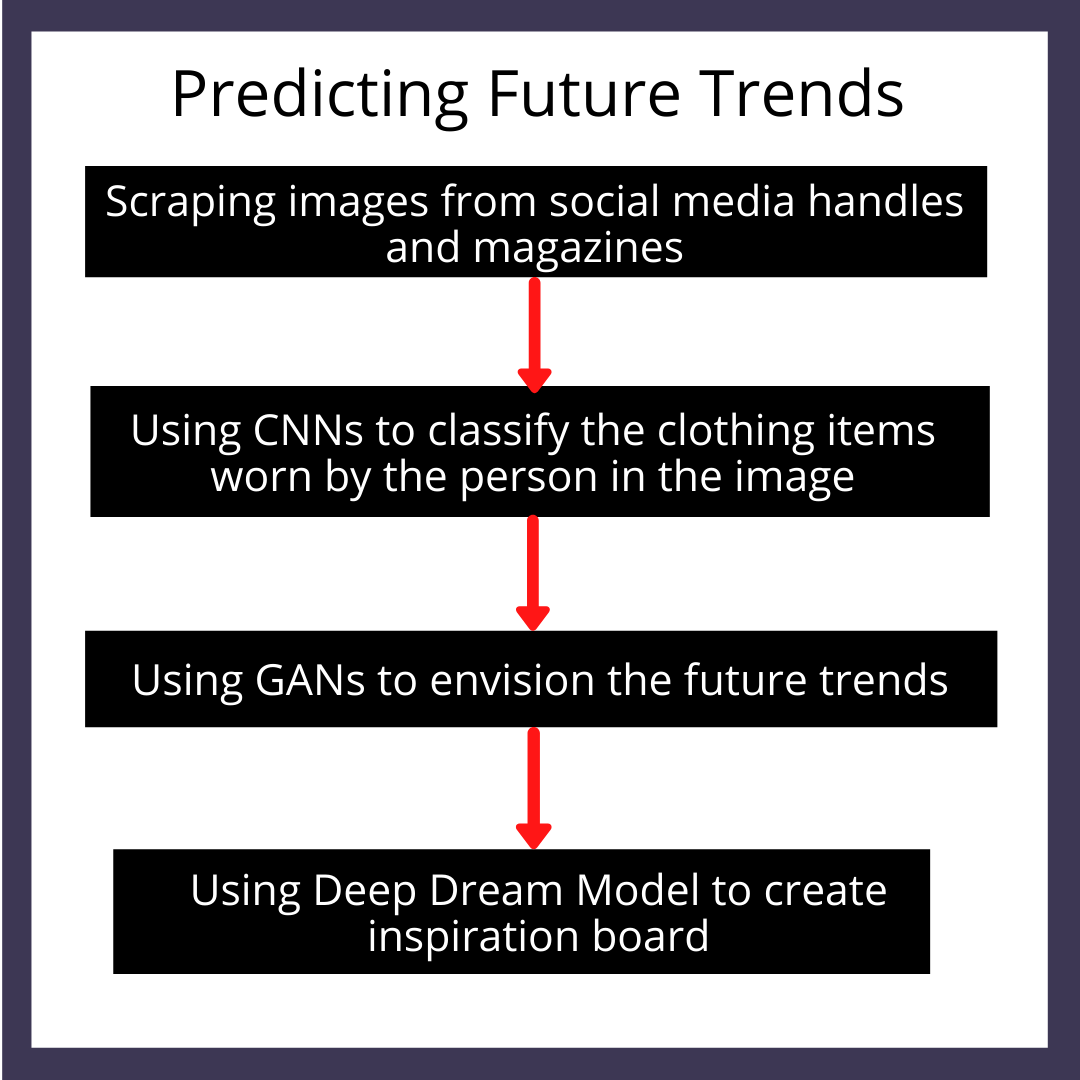 Predicting Future Trends
Scraping images from social media handles
and magazines
Using CNNs to classify the clothing items
worn by the person in the image
Using GANs to envision the future trends
Using Deep Dream Model to create
inspiration board